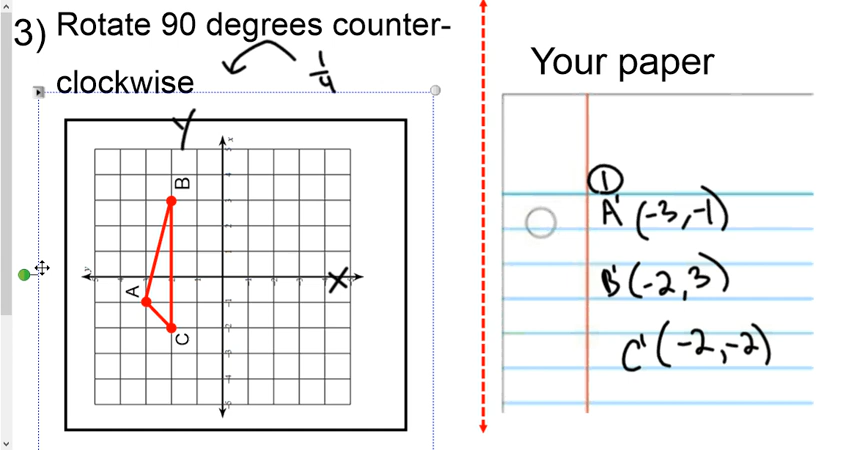 3) Rotate 90 degrees counter-
clockwise
1/4
Y
B
A
X
C
Your paper
1
A' (-3,-1)
B' (-2,3)
C' (-2,-2)